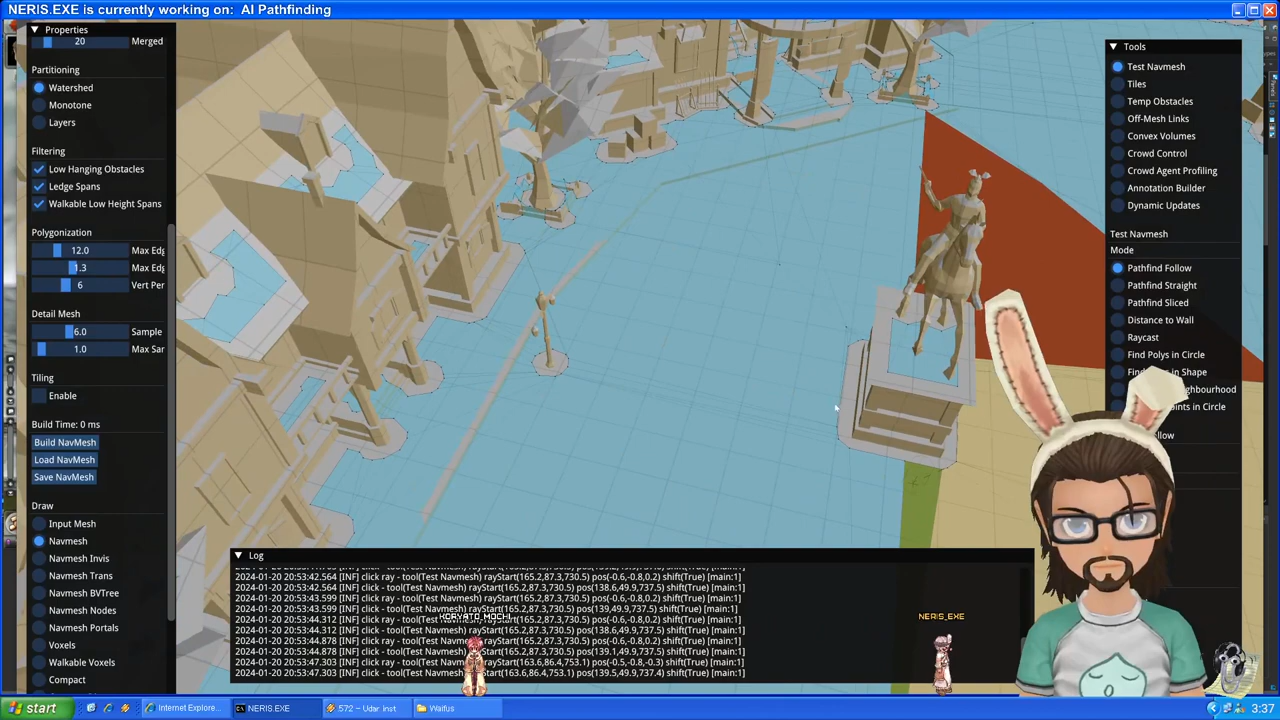 NERIS.EXE is currently working on: AI Pathfinding
Properties
20 Merged
Partitioning
Watershed
Monotone
Layers
Filtering
Low Hanging Obstacles
Ledge Spans
Walkable Low Height Spans
Polygonization
12.0 Max Edg
1.3 Max Edg
6 Vert Per
Detail Mesh
6.0 Sample
1.0 Max Sar
Tiling
Enable
Build Time: 0 ms
Build NavMesh
Load NavMesh
Save NavMesh
Draw
Input Mesh
Navmesh
Navmesh Invis
Navmesh Trans
Navmesh BVTree
Navmesh Nodes
Navmesh Portals
Voxels
Walkable Voxels
Compact
Tools
Test Navmesh
Tiles
Temp Obstacles
Off-Mesh Links
Convex Volumes
Crowd Control
Crowd Agent Profiling
Annotation Builder
Dynamic Updates
Test Navmesh
Mode
Pathfind Follow
Pathfind Straight
Pathfind Sliced
Distance to Wall
Raycast
Find Polys in Circle
Find in Shape
ighbourhood
oints in Circle
llow
Log
2024-01-20 20:53:42.564 [INF] click ray - tool(Test Navmesh) rayStart(165.2,87.3,730.5) pos(-0.6,-0.8,0.2) shift(True) [main:1]
2024-01-20 20:53:42.564 [INF] click - tool(Test Navmesh) rayStart(165.2,87.3,730.5) pos(138.6,49.9,737.5) shift(True) [main:1]
2024-01-20 20:53:43.599 [INF] click ray - tool(Test Navmesh) rayStart(165.2,87.3,730.5) pos(-0.6,-0.8,0.2) shift(True) [main:1]
2024-01-20 20:53:43.599 [INF] click - tool(Test Navmesh) rayStart(165.2,87.3,730.5) pos(139,49.9,737.5) shift(True) [main:1]
2024-01-20 20:53:44.312 [INF] click ray - tool(Test Navmesh) rayStart(165.2,87.3,730.5) pos(-0.6,-0.8,0.2) shift(True) [main:1]
2024-01-20 20:53:44.312 [INF] click - tool(Test Navmesh) rayStart(165.2,87.3,730.5) pos(138.6,49.9,737.5) shift(True) [main:1]
2024-01-20 20:53:44.878 [INF] click ray - tool(Test Navmesh) rayStart(165.2,87.3,730.5) pos(-0.6,-0.8,0.2) shift(True) [main:1]
2024-01-20 20:53:44.878 [INF] click - tool(Test Navmesh) rayStart(165.2,87.3,730.5) pos(139.1,49.9,737.5) shift(True) [main:1]
2024-01-20 20:53:47.303 [INF] click ray - tool(Test Navmesh) rayStart(163.6,86.4,753.1) pos(-0.5,-0.8,-0.3) shift(True) [main:1]
2024-01-20 20:53:47.303 [INF] click - tool(Test Navmesh) rayStart(163.6,86.4,753.1) pos(139.5,49.9,737.4) shift(True) [main:1]
NERIS_EXE
start
Internet Explore...
NERIS.EXE
.572 - Udar inst
Waifus
3:37